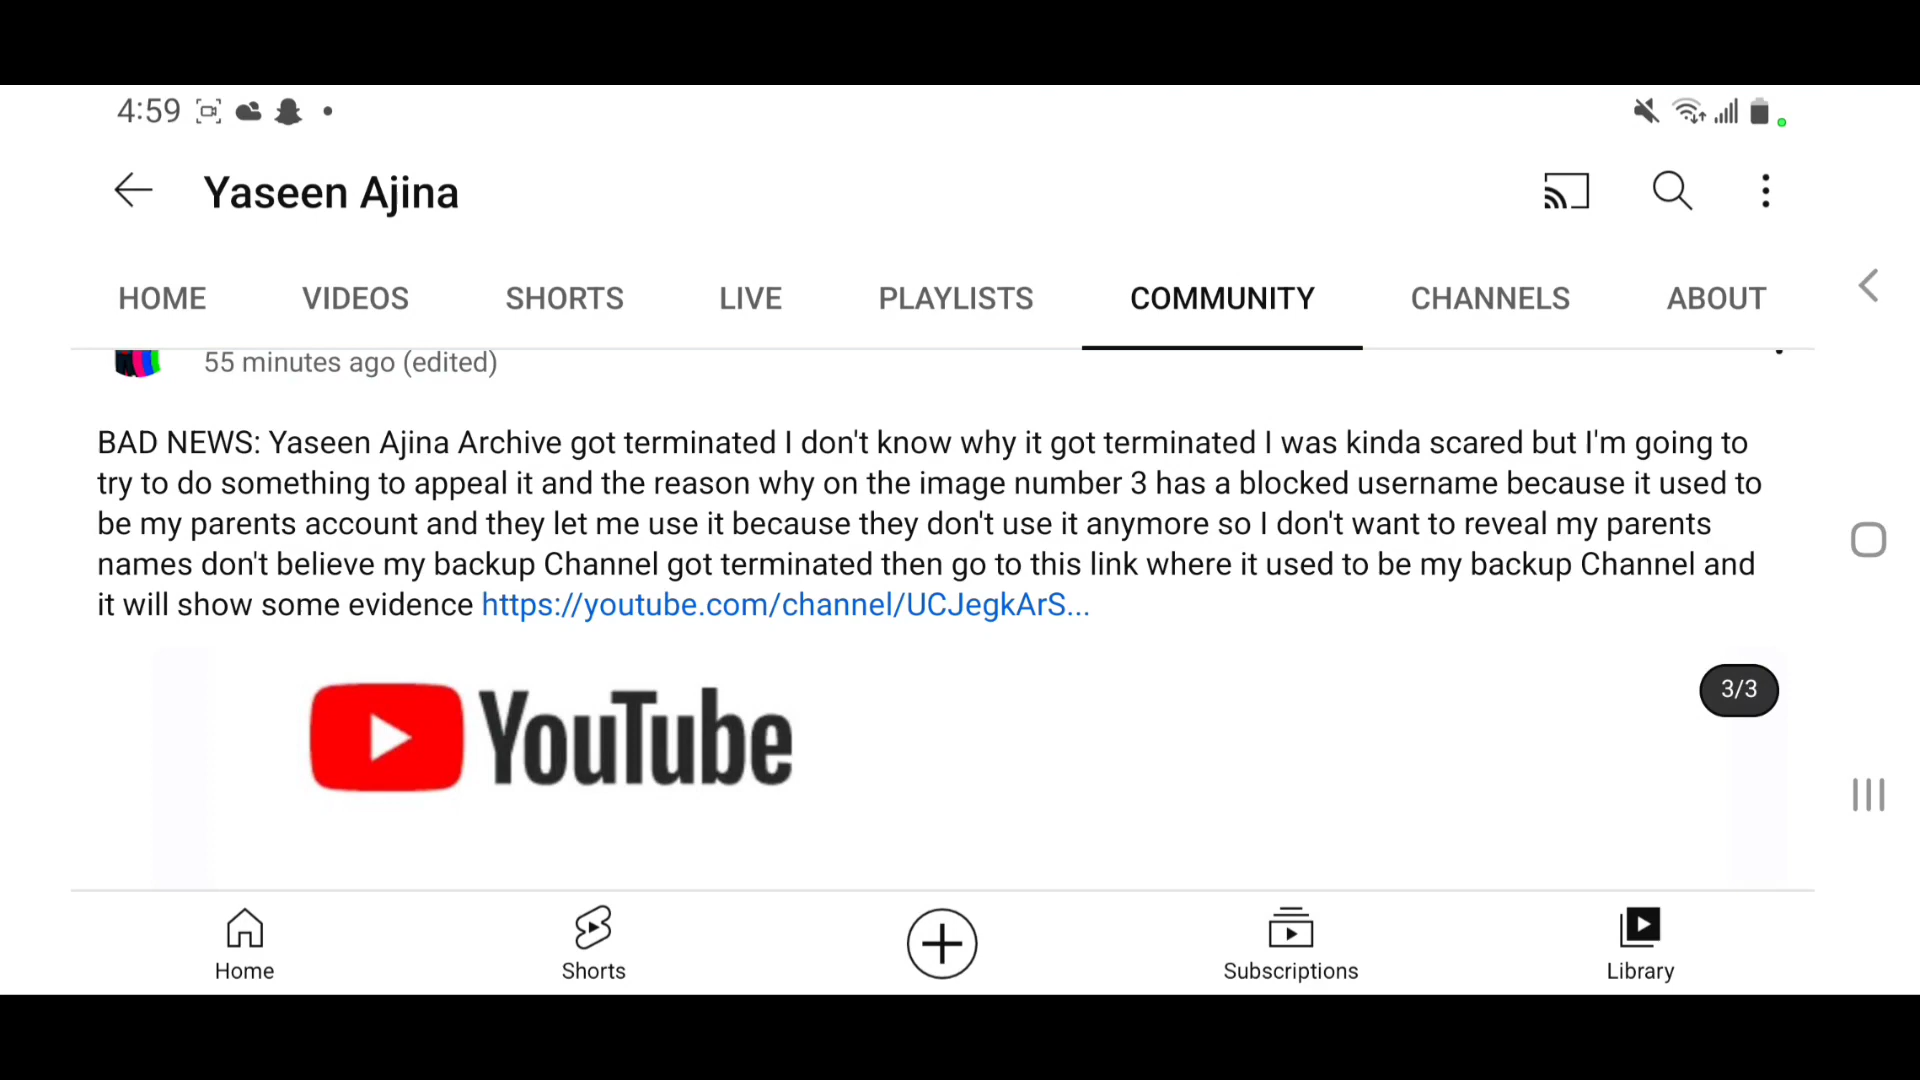 4:59
Yaseen Ajina
HOME VIDEOS SHORTS LIVE PLAYLISTS COMMUNITY CHANNELS ABOUT
55 minutes ago (edited)
BAD NEWS: Yaseen Ajina Archive got terminated I don't know why it got terminated I was kinda scared but I'm going to
try to do something to appeal it and the reason why on the image number 3 has a blocked username because it used to
be my parents account and they let me use it because they don't use it anymore so I don't want to reveal my parents
names don't believe my backup Channel got terminated then go to this link where it used to be my backup Channel and
it will show some evidence https://youtube.com/channel/UCJegkArS...
3/3
YouTube
Home Shorts Subscriptions Library